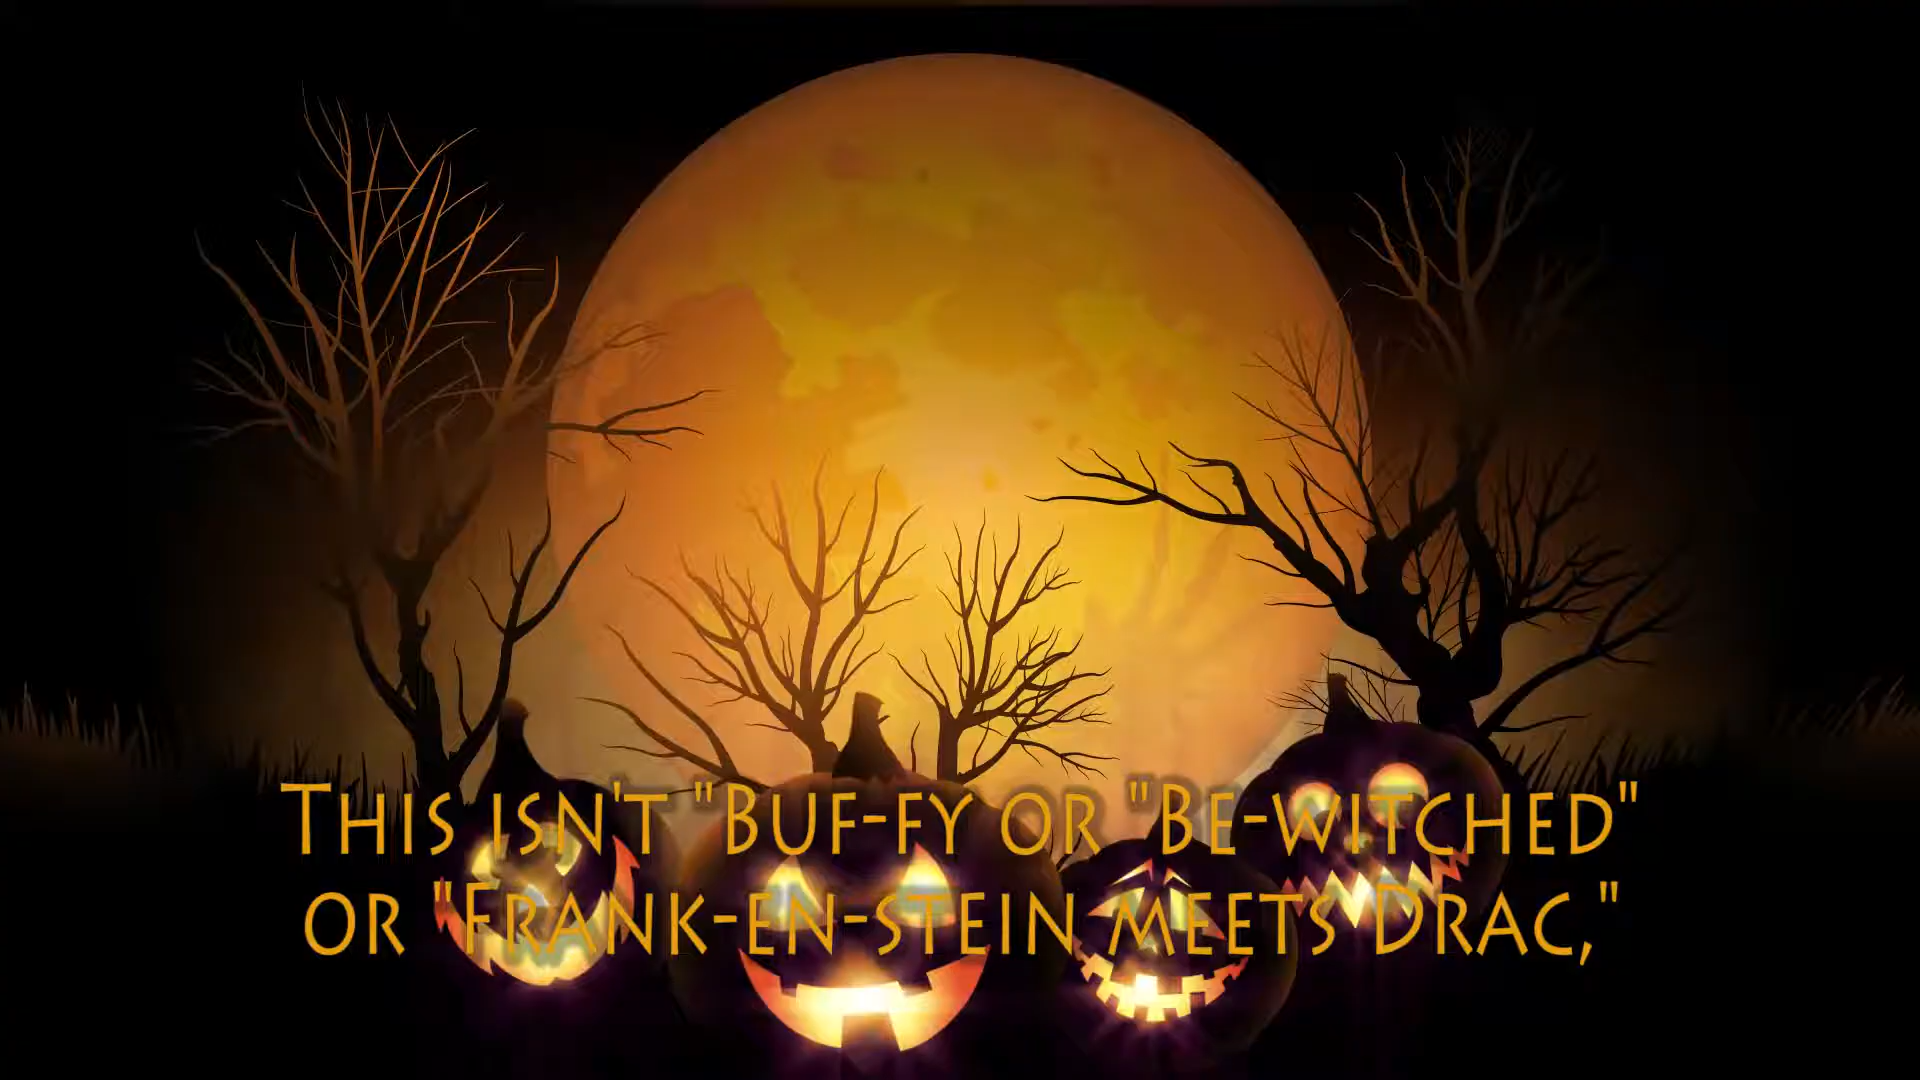 This isn't "Buf-fy or "Be-witched"
or "Frank-en-stein meets Drac,"